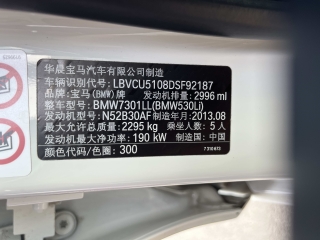 华晨宝马汽车有限公司制造
车辆识别代号: LBVCU5108DSF92187
品牌: 宝马(BMW)牌 发动机排量: 2996 ml
整车型号: BMW7301LL(BMW530Li)
发动机型号: N52B30AF 制造年月: 2013.08
最大允许总质量: 2295 kg 乘坐人数: 5 人
发动机最大净功率: 190 kW 制造国: 中国
颜色代码/色圈: 300